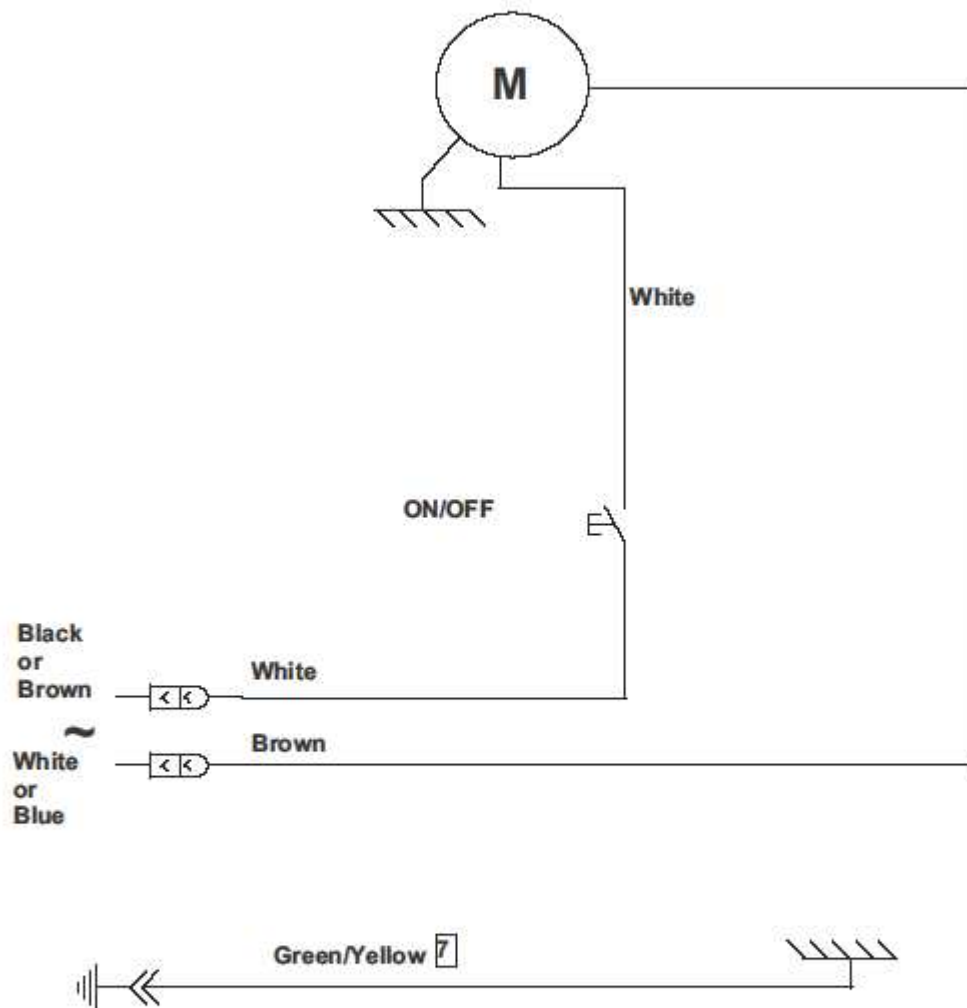 M
White
ON/OFF
Black
or
Brown
White
~
Brown
White
or
Blue
Green/Yellow 7